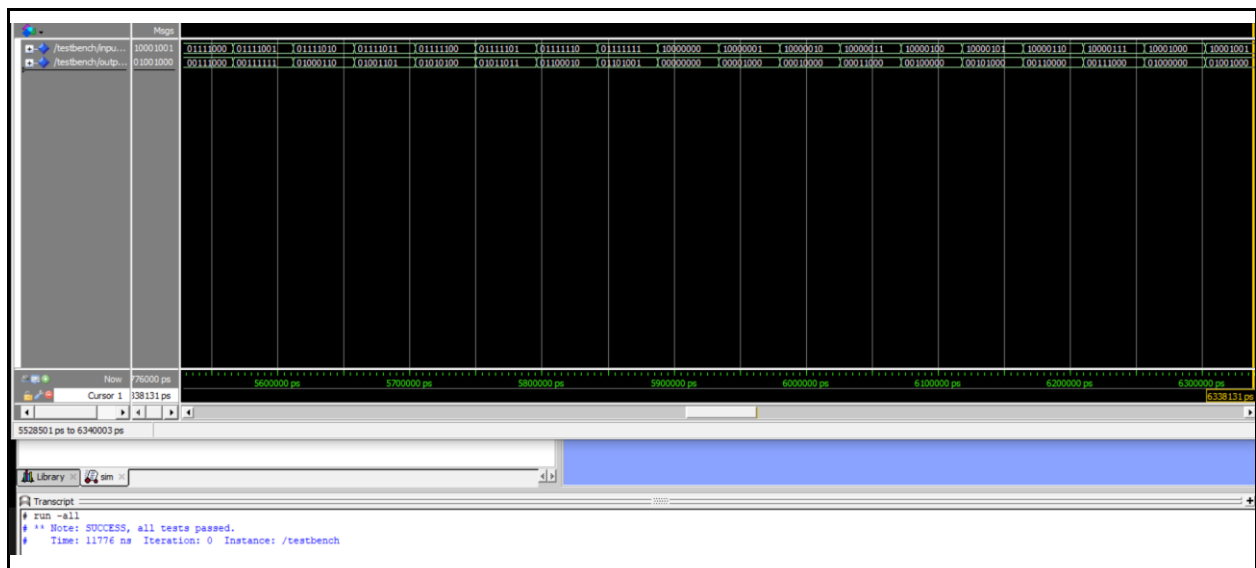 Msgs
/testbench/inpu... 10001001 01111000 01111001 01111010 01111011 01111100 01111101 01111110 01111111 10000000 10000001 10000010 10000011 10000100 10000101 10000110 10000111 10001000 10001001
/testbench/outp... 01001000 00111000 00111111 01000110 01001101 01010100 01011011 01100010 01101001 00000000 00001000 00010000 00011000 00100000 00101000 00110000 00111000 01000000 01001000
Now 776000 ps 5600000 ps 5700000 ps 5800000 ps 5900000 ps 6000000 ps 6100000 ps 6200000 ps 6300000 ps
Cursor 1 338131 ps 6338131 ps
5528501 ps to 6340003 ps
Library sim
Transcript
# run -all
# ** Note: SUCCESS, all tests passed.
#    Time: 11776 ns  Iteration: 0  Instance: /testbench